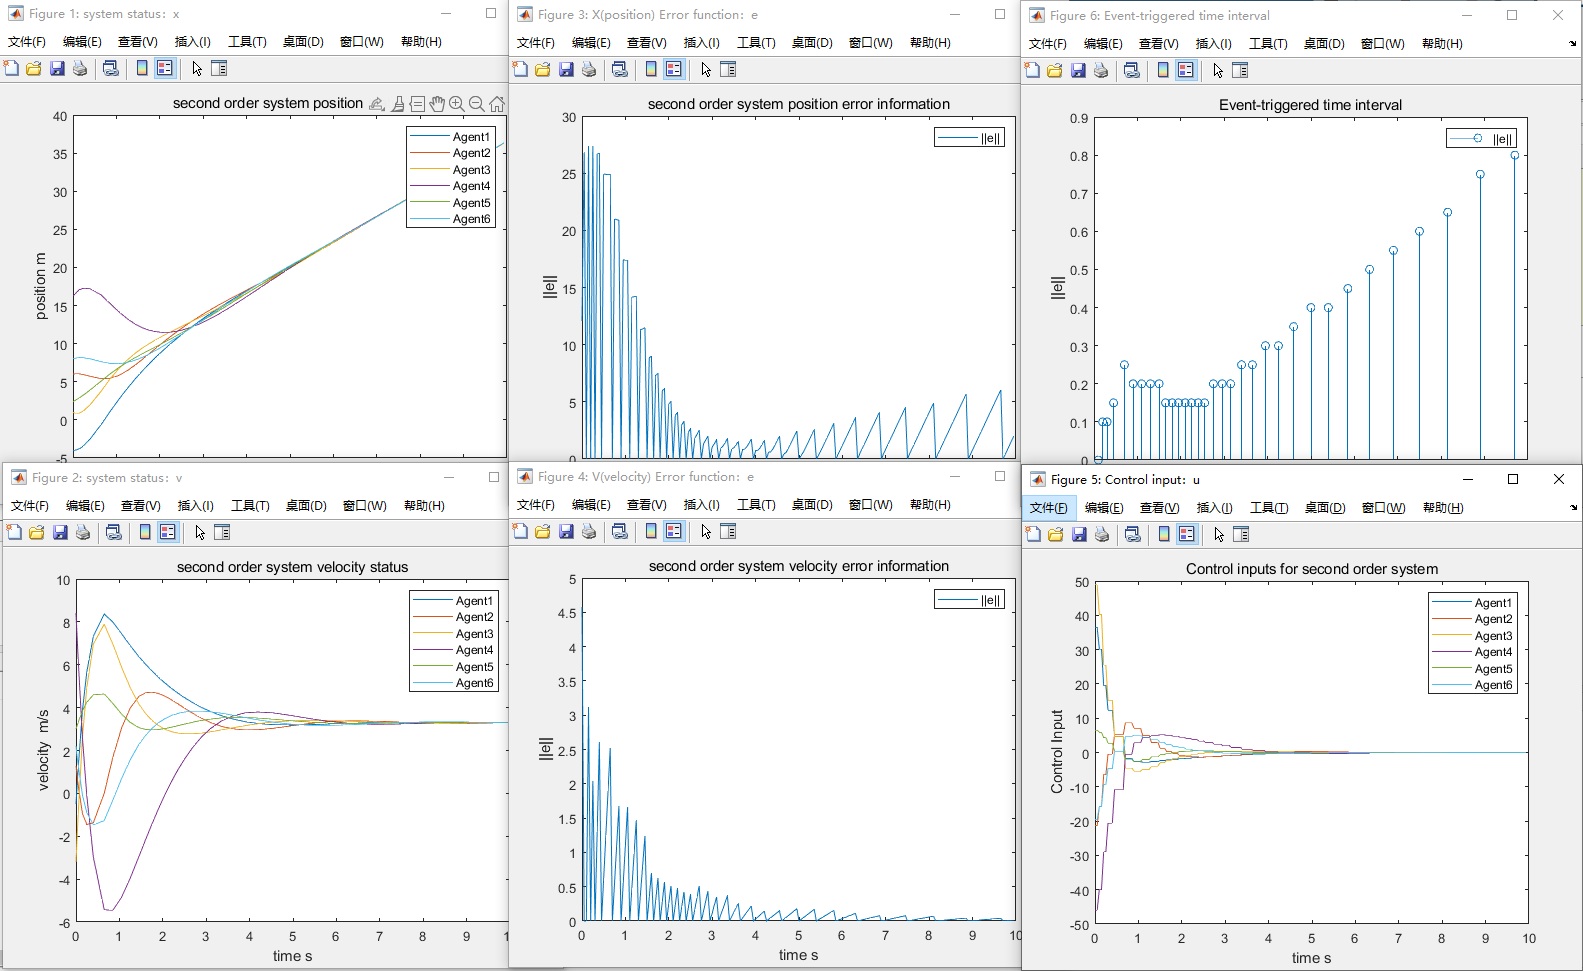 Figure 1: system status: x
文件(F) 编辑(E) 查看(V) 插入(I) 工具(T) 桌面(D) 窗口(W) 帮助(H)
second order system position
40
35
30
25
20
15
10
5
0
-5
position m
Agent1
Agent2
Agent3
Agent4
Agent5
Agent6
Figure 3: X(position) Error function: e
文件(F) 编辑(E) 查看(V) 插入(I) 工具(T) 桌面(D) 窗口(W) 帮助(H)
second order system position error information
30
25
20
15
10
5
0
||e||
||e||
Figure 6: Event-triggered time interval
文件(F) 编辑(E) 查看(V) 插入(I) 工具(T) 桌面(D) 窗口(W) 帮助(H)
Event-triggered time interval
0.9
0.8
0.7
0.6
0.5
0.4
0.3
0.2
0.1
0
||e||
||e||
Figure 2: system status: v
文件(F) 编辑(E) 查看(V) 插入(I) 工具(T) 桌面(D) 窗口(W) 帮助(H)
second order system velocity status
10
8
6
4
2
0
-2
-4
-6
velocity m/s
Agent1
Agent2
Agent3
Agent4
Agent5
Agent6
0 1 2 3 4 5 6 7 8 9 1
time s
Figure 4: V(velocity) Error function: e
文件(F) 编辑(E) 查看(V) 插入(I) 工具(T) 桌面(D) 窗口(W) 帮助(H)
second order system velocity error information
5
4.5
4
3.5
3
2.5
2
1.5
1
0.5
0
||e||
||e||
0 1 2 3 4 5 6 7 8 9 10
time s
Figure 5: Control input: u
文件(F) 编辑(E) 查看(V) 插入(I) 工具(T) 桌面(D) 窗口(W) 帮助(H)
Control inputs for second order system
50
40
30
20
10
0
-10
-20
-30
-40
-50
Control Input
Agent1
Agent2
Agent3
Agent4
Agent5
Agent6
0 1 2 3 4 5 6 7 8 9 10
time s